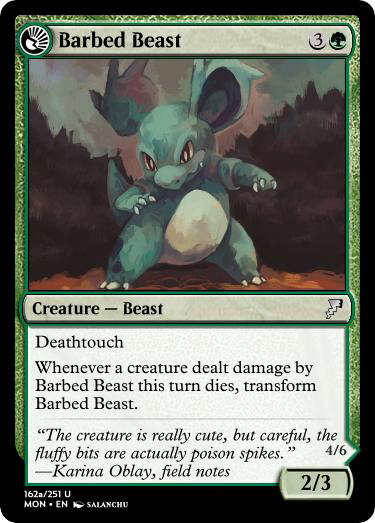 Barbed Beast 3
Creature — Beast
Deathtouch
Whenever a creature dealt damage by
Barbed Beast this turn dies, transform
Barbed Beast.
“The creature is really cute, but careful, the
fluffy bits are actually poison spikes.”
—Karina Oblay, field notes
4/6
2/3
162a/251 U
MON • EN SALANCHU